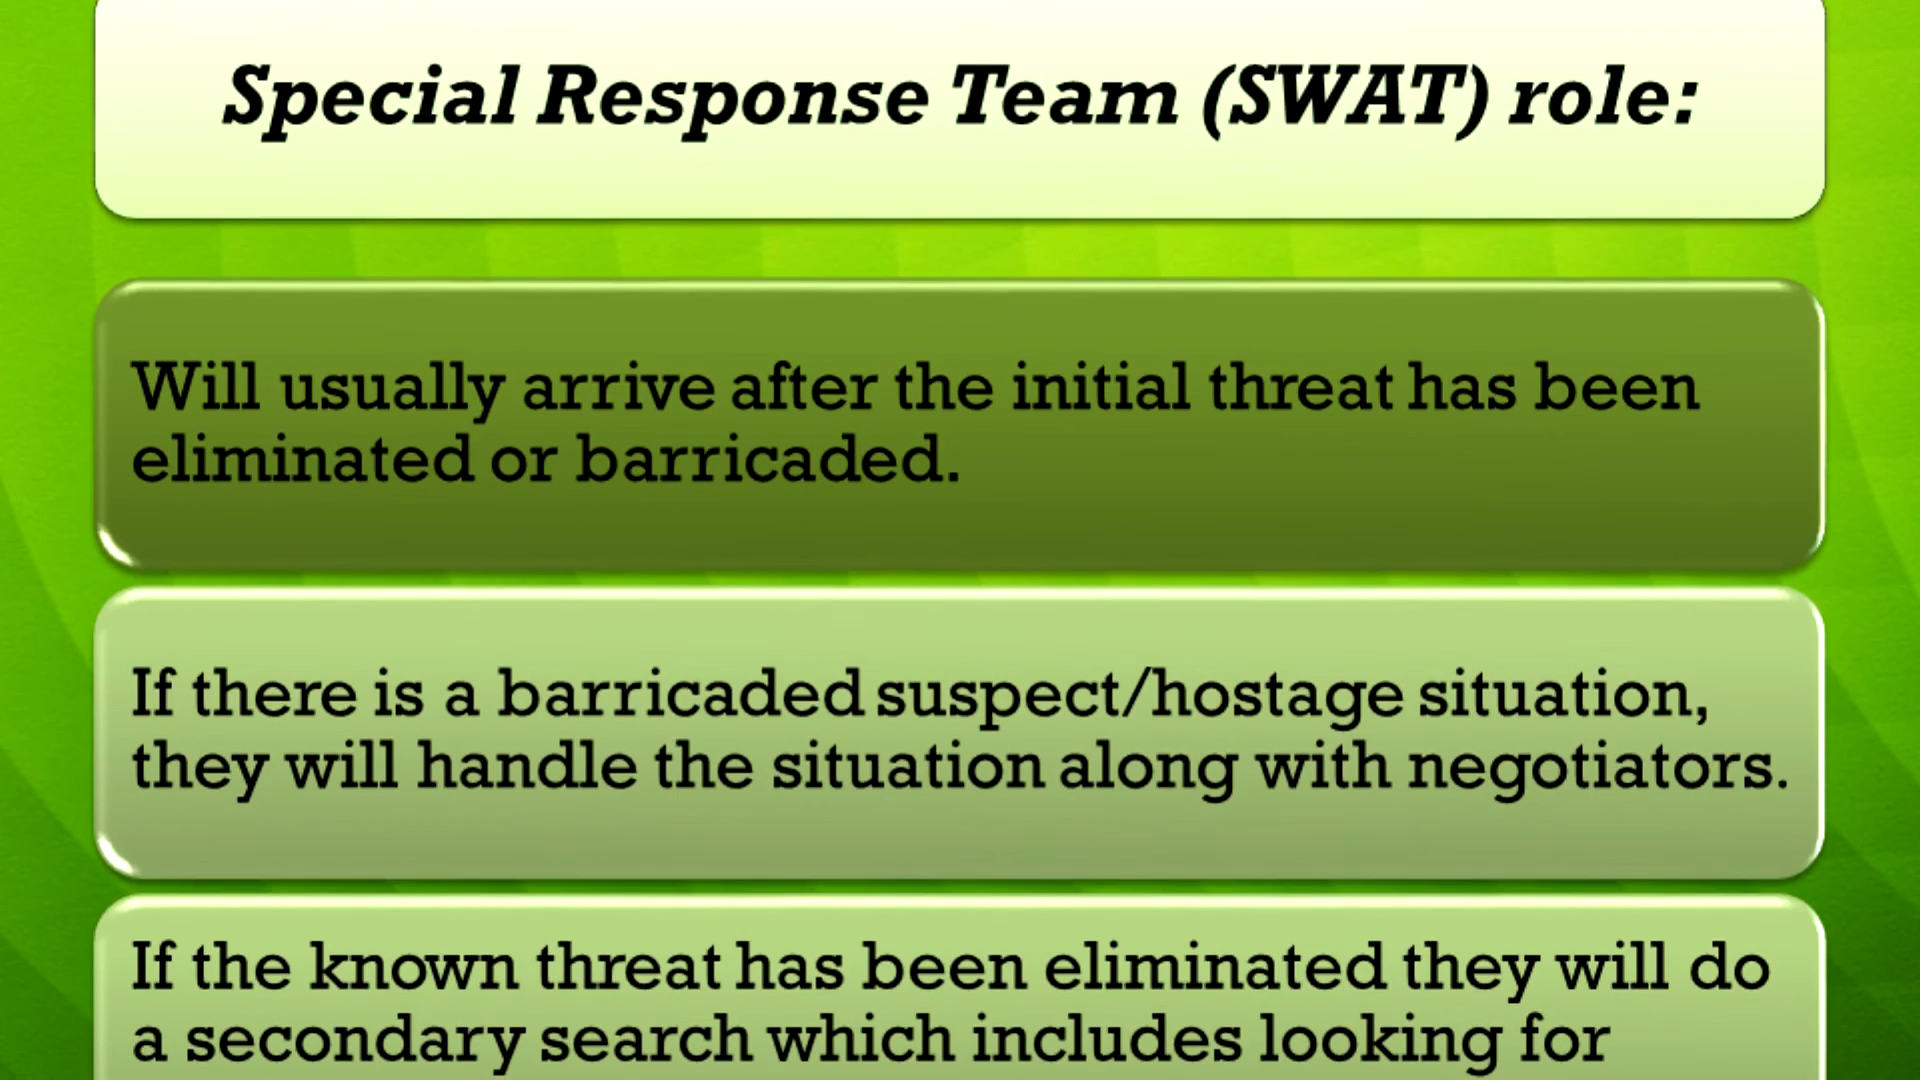 Special Response Team (SWAT) role:
Will usually arrive after the initial threat has been
eliminated or barricaded.
If there is a barricaded suspect/hostage situation,
they will handle the situation along with negotiators.
If the known threat has been eliminated they will do
a secondary search which includes looking for